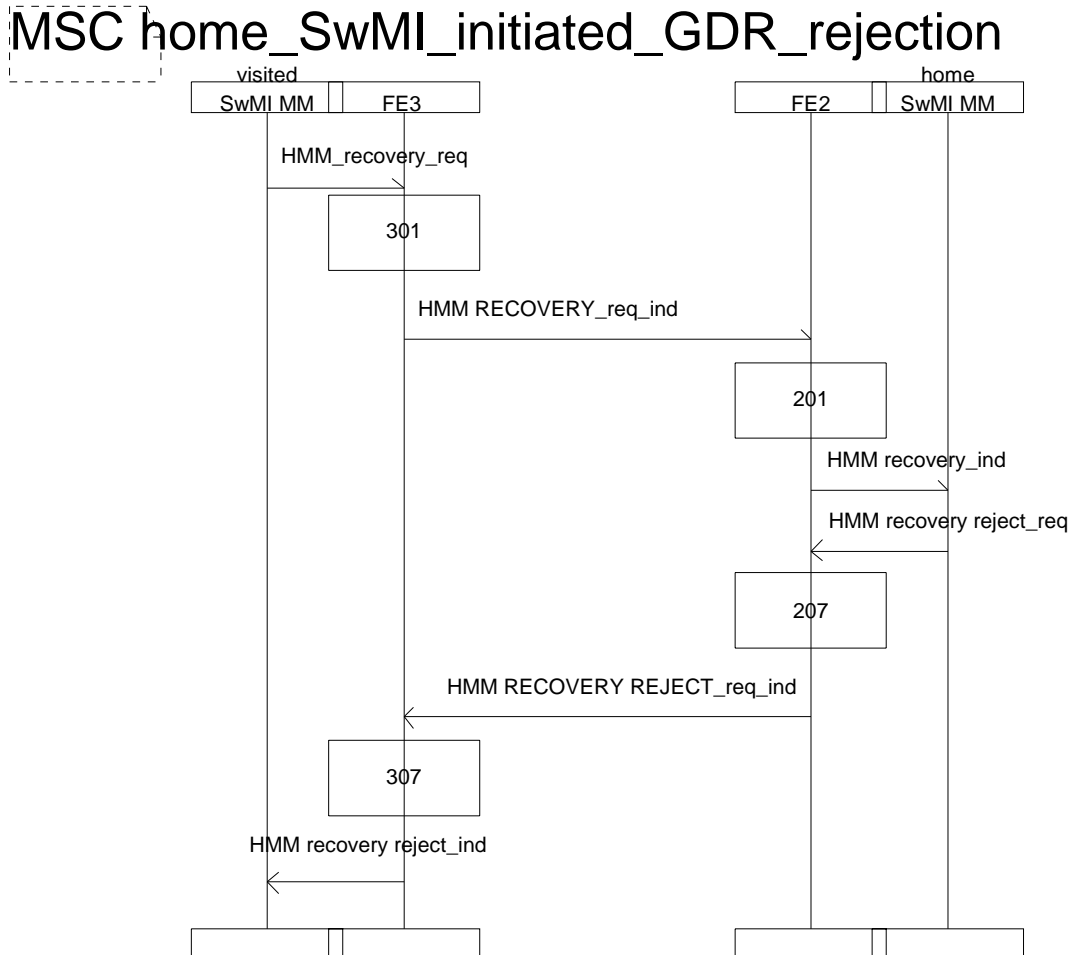 MSC home_SwMI_initiated_GDR_rejection
visited home
SwMI MM FE3 FE2 SwMI MM
HMM_recovery_req
301
HMM RECOVERY_req_ind
201
HMM recovery_ind
HMM recovery reject_req
207
HMM RECOVERY REJECT_req_ind
307
HMM recovery reject_ind